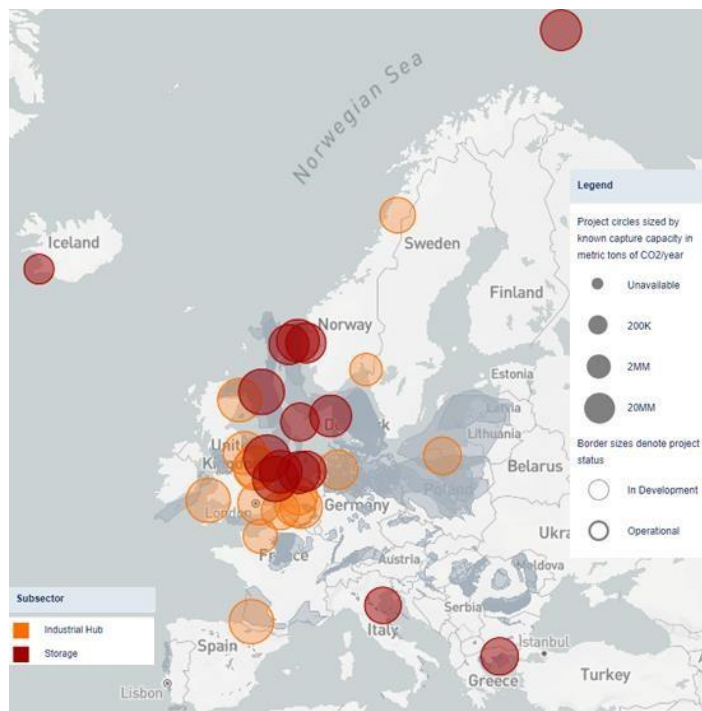 Norwegian Sea
Iceland
Sweden
Finland
Norway
Legend
Project circles sized by
known capture capacity in
metric tons of CO2/year
Unavailable
200K
2MM
20MM
Border sizes denote project
status
In Development
Operational
Estonia
Latvia
Lithuania
Belarus
United
Kingdom
London
Germany
Poland
Ukra
France
Austria
Moldova
Serbia
Italy
Istanbul
Spain
Greece
Turkey
Lisbon
Subsector
Industrial Hub
Storage